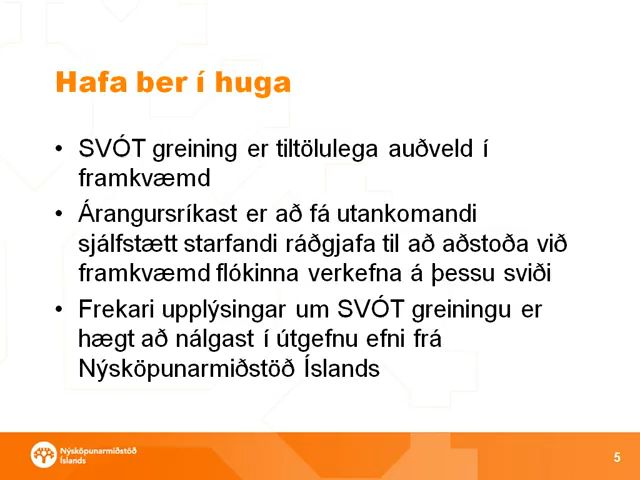 Hafa ber í huga
• SVÓT greining er tiltölulega auðveld í
framkvæmd
• Árangursríkast er að fá utankomandi
sjálfstætt starfandi ráðgjafa til að aðstoða við
framkvæmd flókinna verkefna á þessu sviði
• Frekari upplýsingar um SVÓT greiningu er
hægt að nálgast í útgefnu efni frá
Nýsköpunarmiðstöð Íslands
Nýsköpunarmiðstöð
Íslands
5